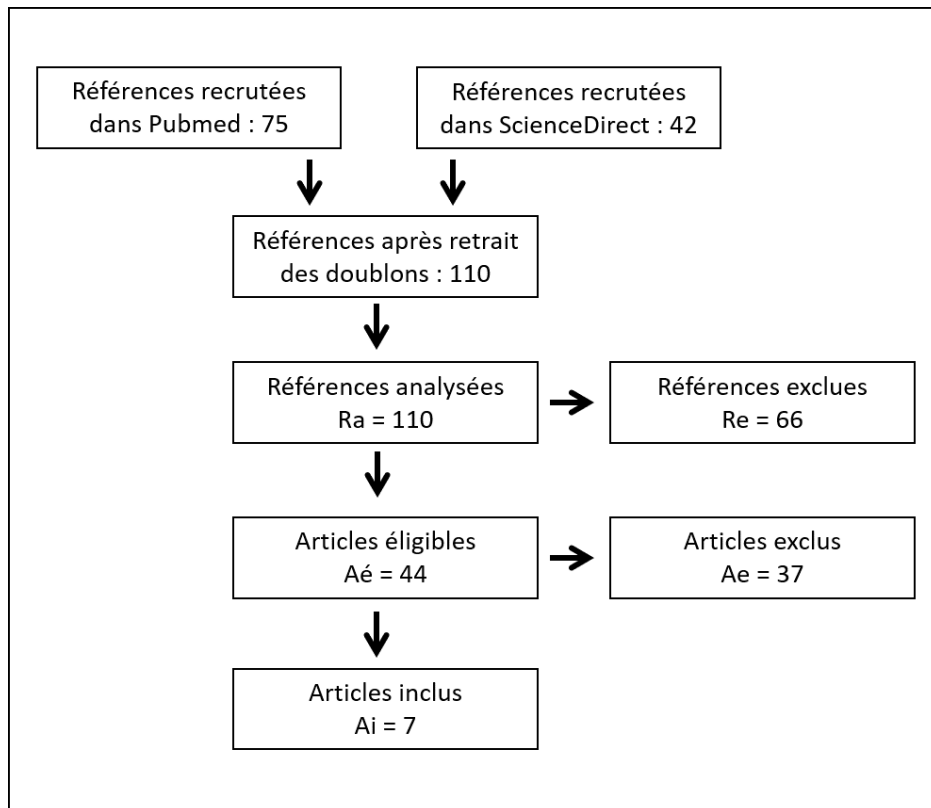 Références recrutées
dans Pubmed : 75
Références recrutées
dans ScienceDirect : 42
Références après retrait
des doublons : 110
Références analysées
Ra = 110
Références exclues
Re = 66
Articles éligibles
Aé = 44
Articles exclus
Ae = 37
Articles inclus
Ai = 7